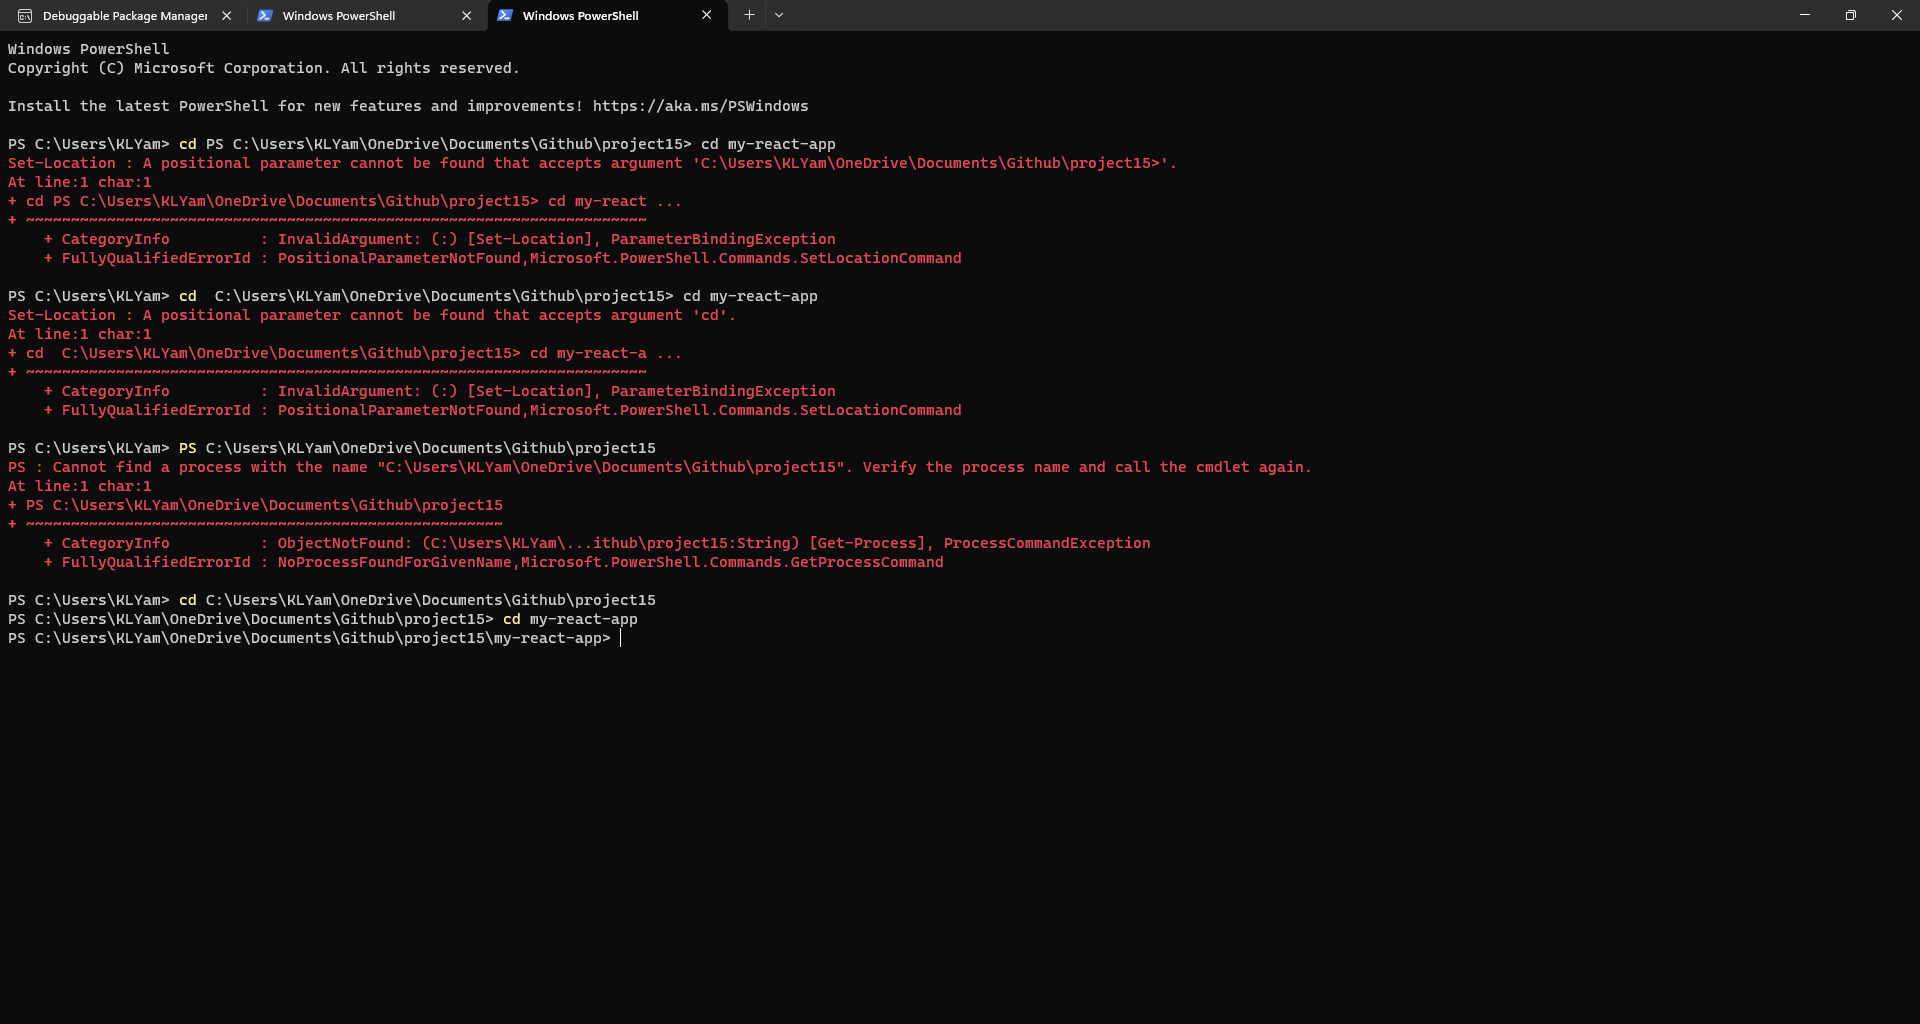 Debuggable Package Manager
Windows PowerShell
Windows PowerShell
Windows PowerShell
Copyright (C) Microsoft Corporation. All rights reserved.
Install the latest PowerShell for new features and improvements! https://aka.ms/PSWindows
PS C:\Users\KLYam> cd PS C:\Users\KLYam\OneDrive\Documents\Github\project15> cd my-react-app
Set-Location : A positional parameter cannot be found that accepts argument 'C:\Users\KLYam\OneDrive\Documents\Github\project15>'.
At line:1 char:1
+ cd PS C:\Users\KLYam\OneDrive\Documents\Github\project15> cd my-react ...
+ ~~~~~~~~~~~~~~~~~~~~~~~~~~~~~~~~~~~~~~~~~~~~~~~~~~~~~~~~~~~~~~~~~~~~~
    + CategoryInfo          : InvalidArgument: (:) [Set-Location], ParameterBindingException
    + FullyQualifiedErrorId : PositionalParameterNotFound,Microsoft.PowerShell.Commands.SetLocationCommand
PS C:\Users\KLYam> cd  C:\Users\KLYam\OneDrive\Documents\Github\project15> cd my-react-app
Set-Location : A positional parameter cannot be found that accepts argument 'cd'.
At line:1 char:1
+ cd  C:\Users\KLYam\OneDrive\Documents\Github\project15> cd my-react-a ...
+ ~~~~~~~~~~~~~~~~~~~~~~~~~~~~~~~~~~~~~~~~~~~~~~~~~~~~~~~~~~~~~~~~~~~~~
    + CategoryInfo          : InvalidArgument: (:) [Set-Location], ParameterBindingException
    + FullyQualifiedErrorId : PositionalParameterNotFound,Microsoft.PowerShell.Commands.SetLocationCommand
PS C:\Users\KLYam> PS C:\Users\KLYam\OneDrive\Documents\Github\project15
PS : Cannot find a process with the name "C:\Users\KLYam\OneDrive\Documents\Github\project15". Verify the process name and call the cmdlet again.
At line:1 char:1
+ PS C:\Users\KLYam\OneDrive\Documents\Github\project15
+ ~~~~~~~~~~~~~~~~~~~~~~~~~~~~~~~~~~~~~~~~~~~~~~~~~~~~~
    + CategoryInfo          : ObjectNotFound: (C:\Users\KLYam\...ithub\project15:String) [Get-Process], ProcessCommandException
    + FullyQualifiedErrorId : NoProcessFoundForGivenName,Microsoft.PowerShell.Commands.GetProcessCommand
PS C:\Users\KLYam> cd C:\Users\KLYam\OneDrive\Documents\Github\project15
PS C:\Users\KLYam\OneDrive\Documents\Github\project15> cd my-react-app
PS C:\Users\KLYam\OneDrive\Documents\Github\project15\my-react-app>